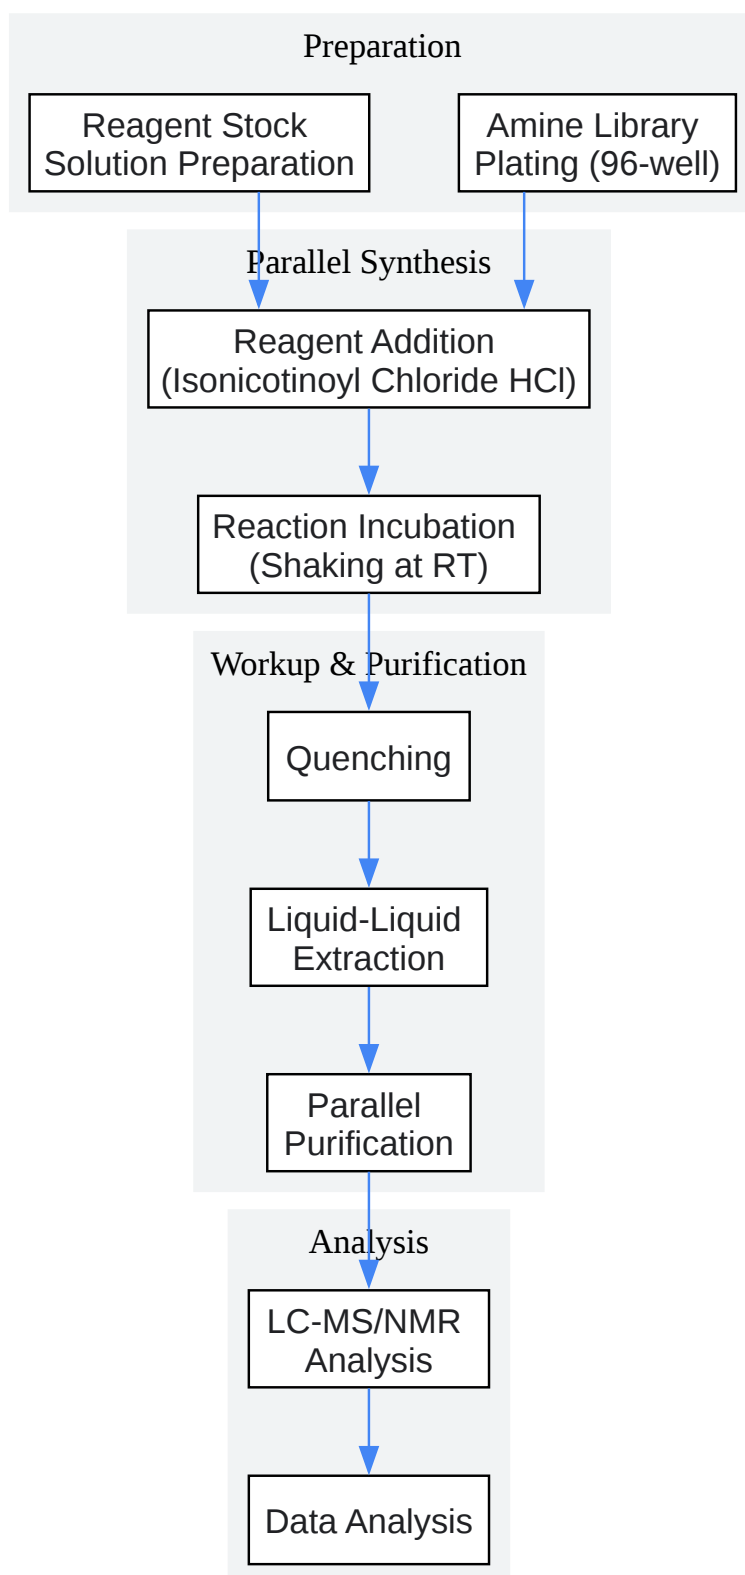 Preparation
Reagent Stock
Solution Preparation
Amine Library
Plating (96-well)
Parallel Synthesis
Reagent Addition
(Isonicotinoyl Chloride HCl)
Reaction Incubation
(Shaking at RT)
Workup & Purification
Quenching
Liquid-Liquid
Extraction
Parallel
Purification
Analysis
LC-MS/NMR
Analysis
Data Analysis